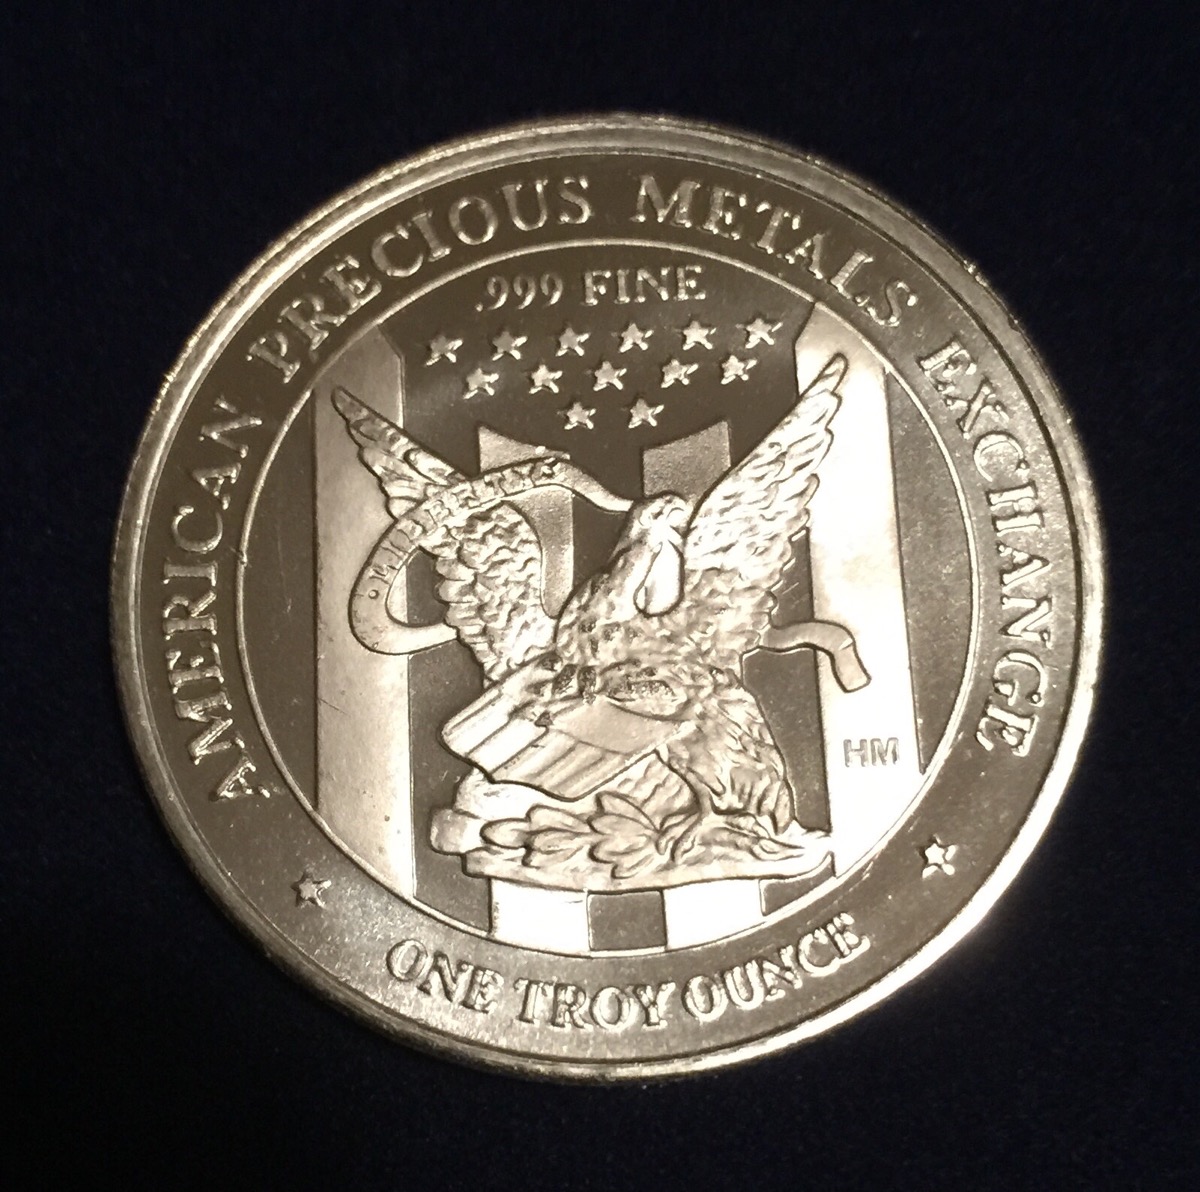 AMERICAN PRECIOUS METALS EXCHANGE
.999 FINE
·LIBERTY·
HM
ONE TROY OUNCE